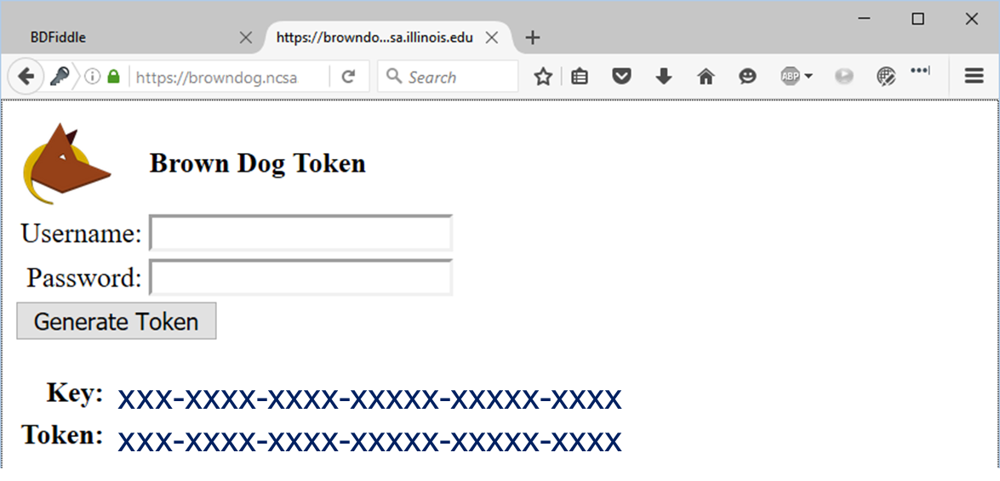 BDFiddle
https://browndo...sa.illinois.edu
https://browndog.ncsa
Search
ABP
Brown Dog Token
Username:
Password:
Generate Token
Key: xxx-xxxx-xxxx-xxxxx-xxxxx-xxxx
Token: xxx-xxxx-xxxx-xxxxx-xxxxx-xxxx